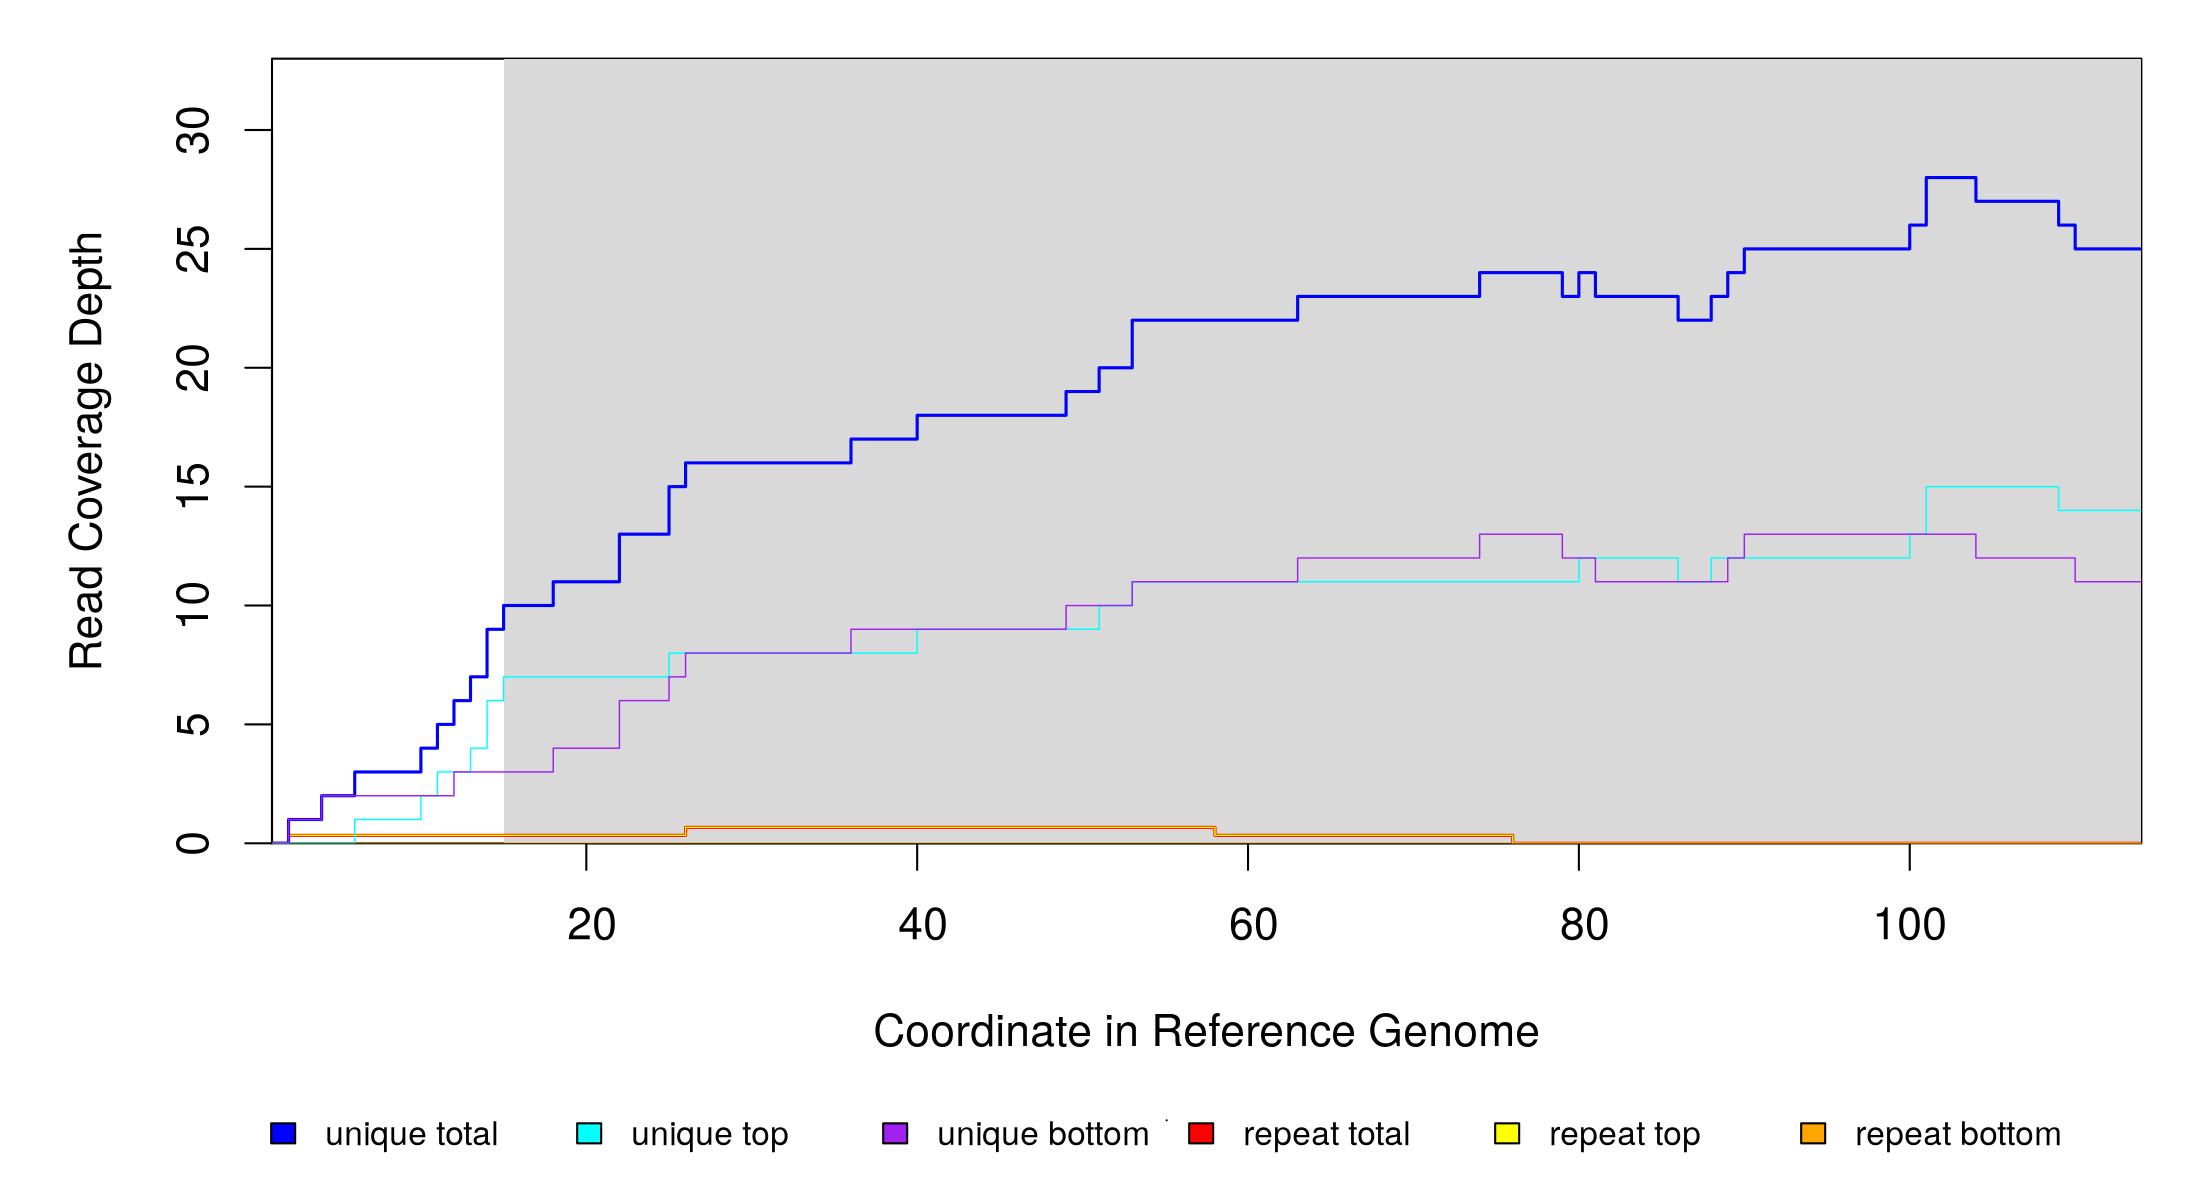 Read Coverage Depth
30
25
20
15
10
5
0
20 40 60 80 100
Coordinate in Reference Genome
unique total unique top unique bottom repeat total repeat top repeat bottom